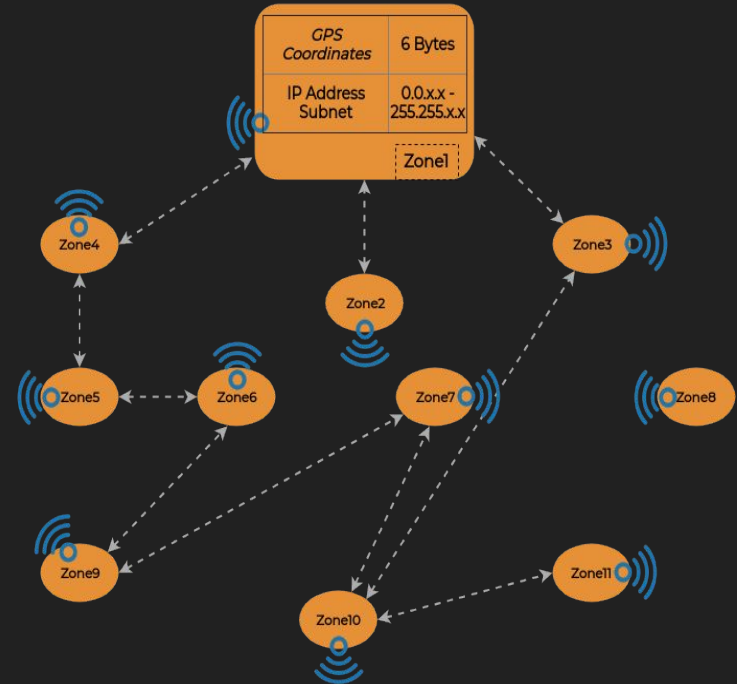 GPS
Coordinates
6 Bytes
IP Address
Subnet
0.0.x.x -
255.255.x.x
Zone1
Zone4
Zone3
Zone2
Zone5
Zone6
Zone7
Zone8
Zone9
Zone11
Zone10